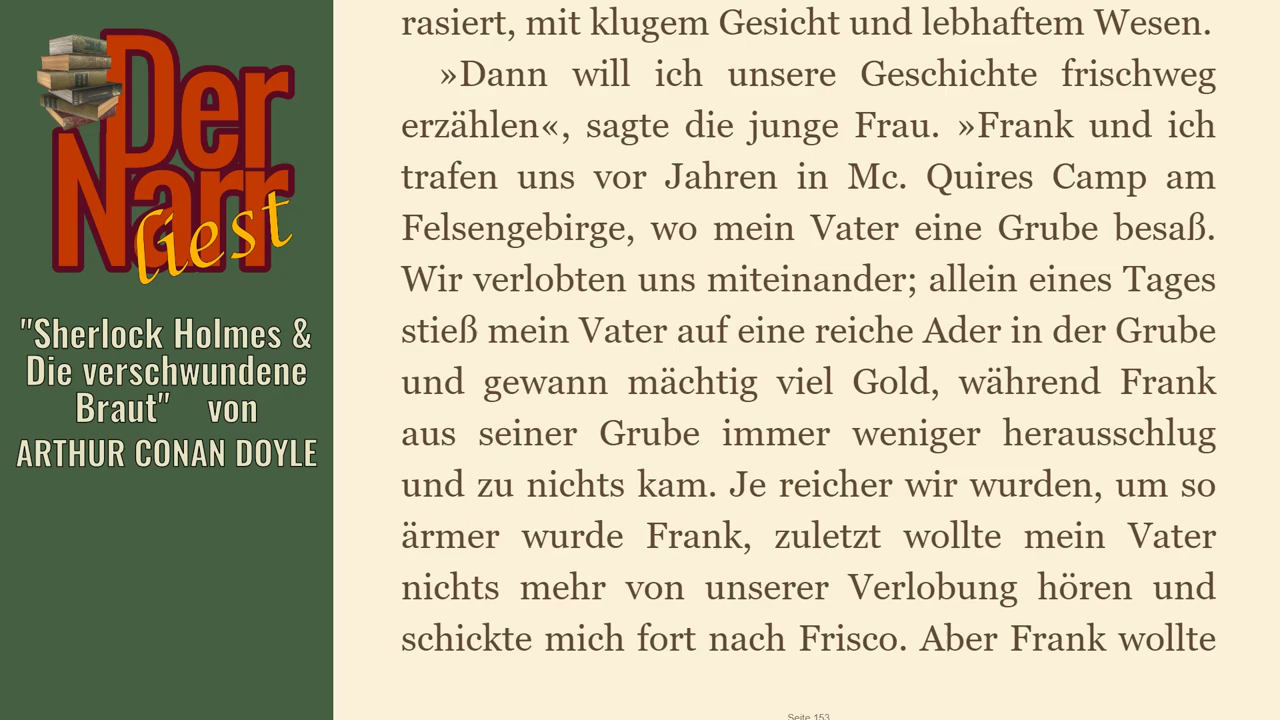 Der
Narr
liest
"Sherlock Holmes &
Die verschwundene
Braut" von
ARTHUR CONAN DOYLE
rasiert, mit klugem Gesicht und lebhaftem Wesen.
»Dann will ich unsere Geschichte frischweg
erzählen«, sagte die junge Frau. »Frank und ich
trafen uns vor Jahren in Mc. Quires Camp am
Felsengebirge, wo mein Vater eine Grube besaß.
Wir verlobten uns miteinander; allein eines Tages
stieß mein Vater auf eine reiche Ader in der Grube
und gewann mächtig viel Gold, während Frank
aus seiner Grube immer weniger herausschlug
und zu nichts kam. Je reicher wir wurden, um so
ärmer wurde Frank, zuletzt wollte mein Vater
nichts mehr von unserer Verlobung hören und
schickte mich fort nach Frisco. Aber Frank wollte
Seite 153